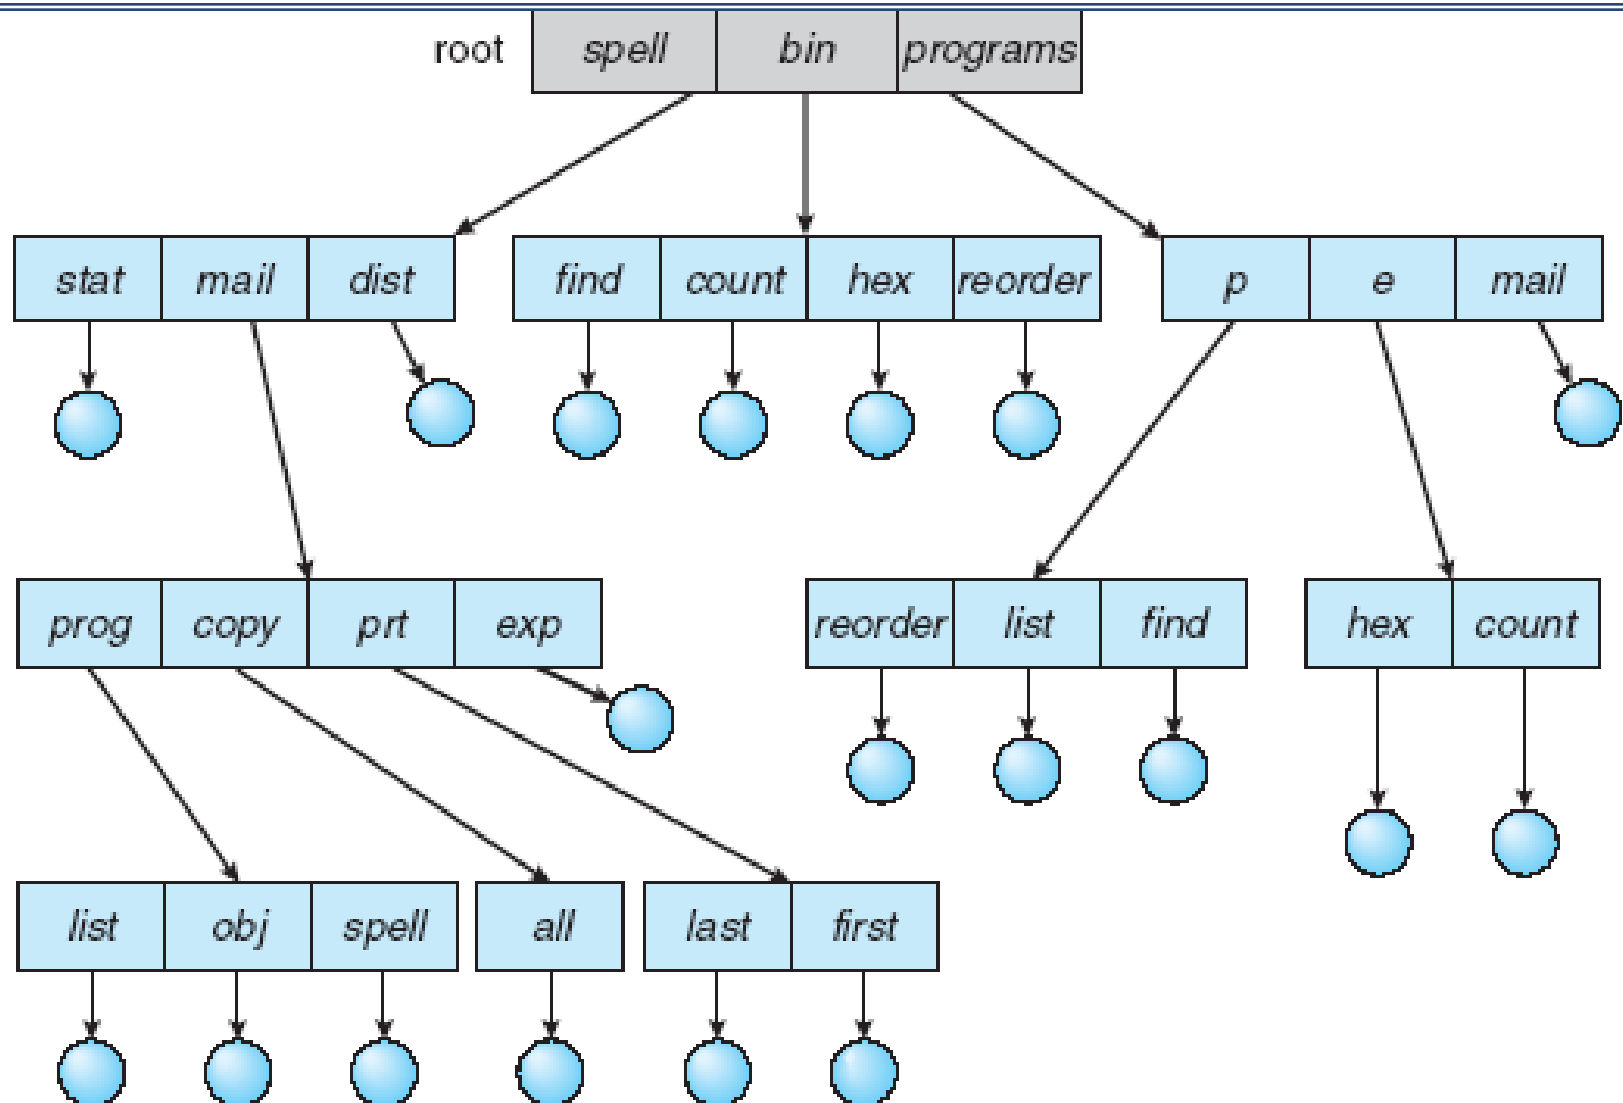 root spell bin programs
stat mail dist find count hex reorder p e mail
prog copy prt exp reorder list find hex count
list obj spell all last first